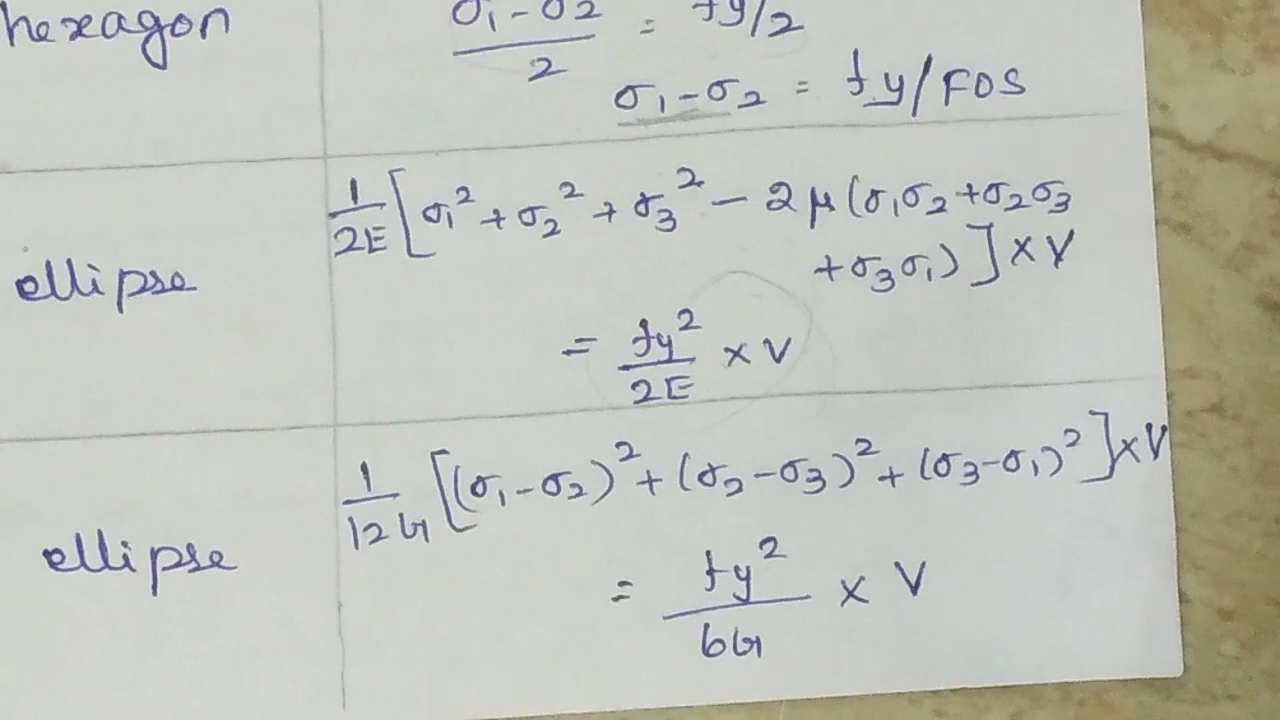 hexagon
σ₁-σ₂/2 = fy/2
σ₁-σ₂ = fy/FOS
ellipse
1/2E [σ₁² + σ₂² + σ₃² - 2μ(σ₁σ₂+σ₂σ₃
+σ₃σ₁)] × V
= fy²/2E × V
ellipse
1/12G [(σ₁-σ₂)² + (σ₂-σ₃)² + (σ₃-σ₁)²] × V
= fy²/6G × V